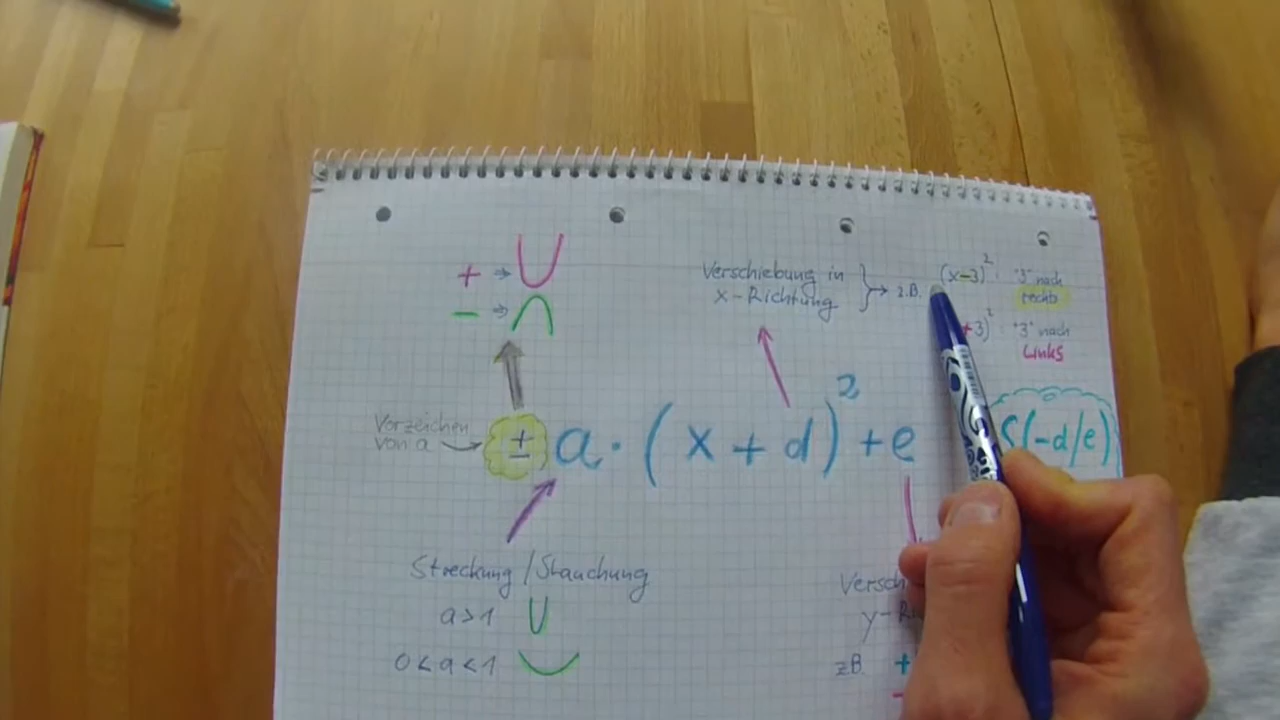 + ⇒
− ⇒
Verschiebung in
x-Richtung
→ z.B. (x−3)² : "3" nach
rechts
+3)² : "3" nach
Links
Vorzeichen
von a
± a · (x + d)² + e
S(-d/e)
Streckung / Stauchung
a > 1
0 < a < 1
y-
zB. +